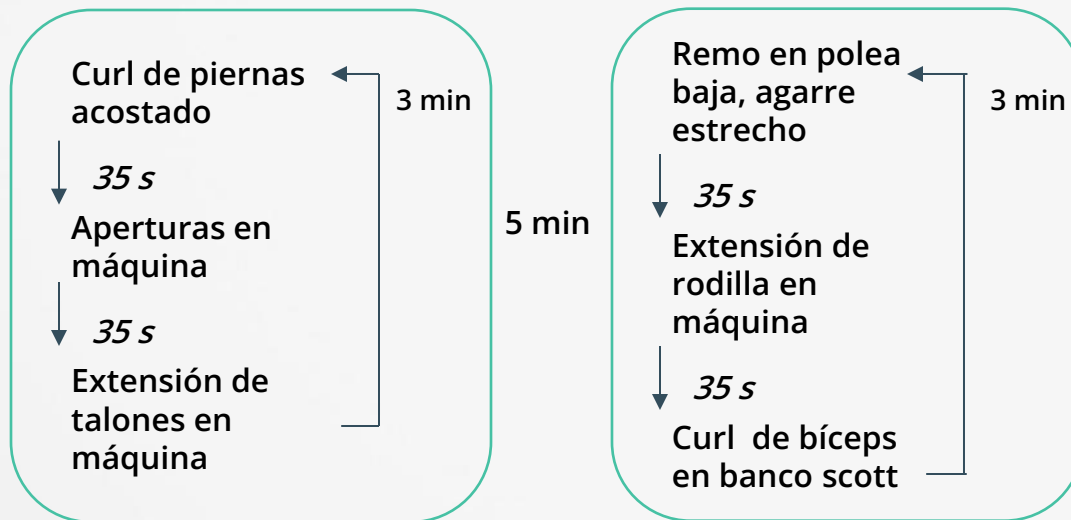 Curl de piernas
acostado
3 min
35 s
Aperturas en
máquina
35 s
Extensión de
talones en
máquina
5 min
Remo en polea
baja, agarre
estrecho
3 min
35 s
Extensión de
rodilla en
máquina
35 s
Curl  de bíceps
en banco scott